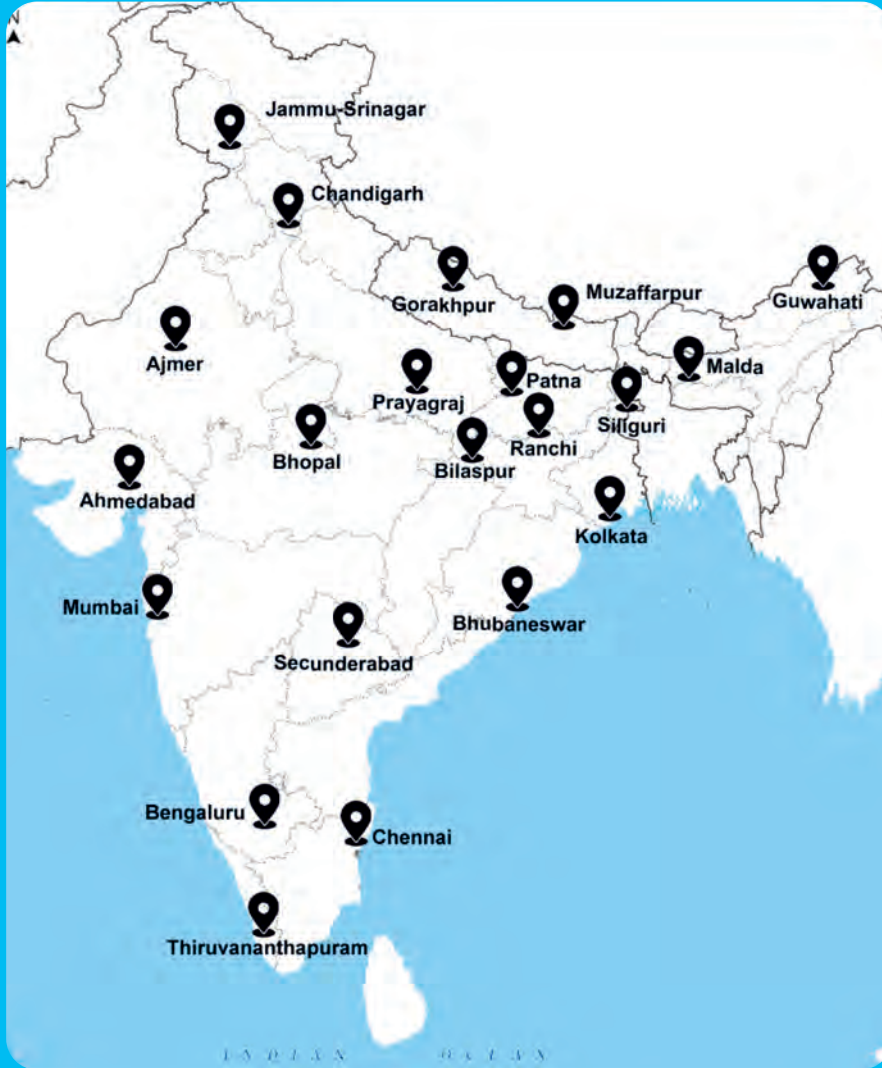 N
Jammu-Srinagar
Chandigarh
Gorakhpur
Muzaffarpur
Guwahati
Ajmer
Malda
Prayagraj
Patna
Siliguri
Bhopal
Ranchi
Bilaspur
Ahmedabad
Kolkata
Mumbai
Bhubaneswar
Secunderabad
Bengaluru
Chennai
Thiruvananthapuram
INDIAN OCEAN